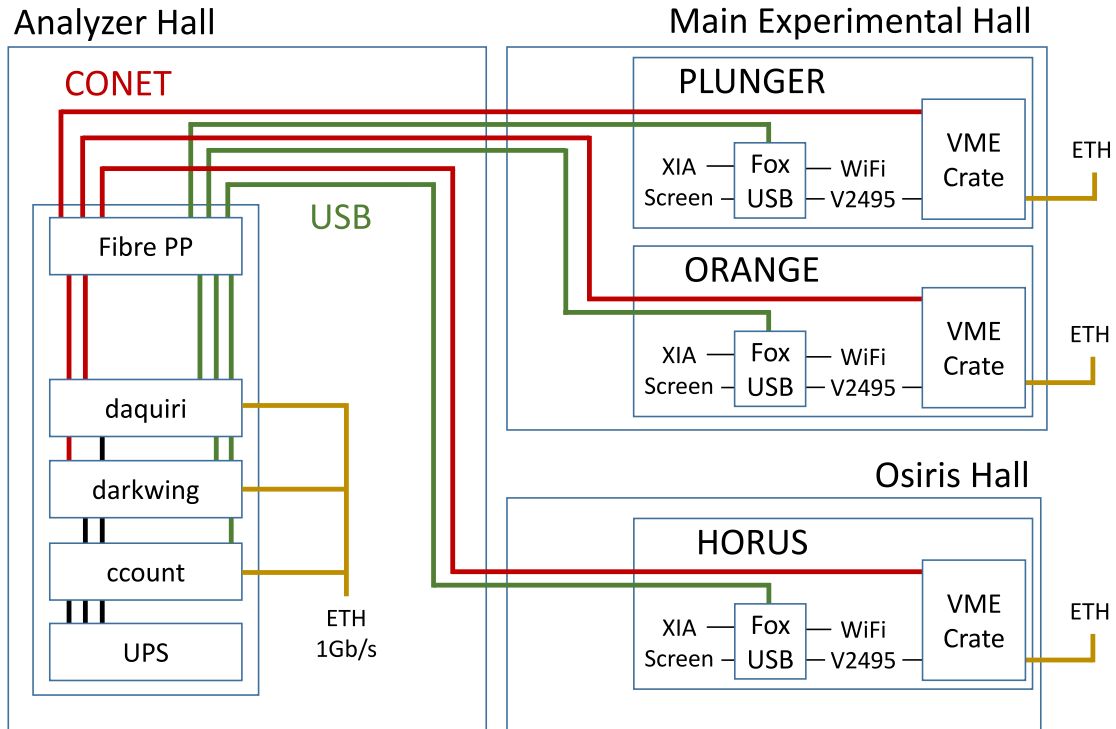 Analyzer Hall
CONET
USB
Fibre PP
daquiri
darkwing
ccount
UPS
ETH
1Gb/s
Main Experimental Hall
PLUNGER
XIA
Screen
Fox
USB
WiFi
V2495
VME
Crate
ETH
ORANGE
XIA
Screen
Fox
USB
WiFi
V2495
VME
Crate
ETH
Osiris Hall
HORUS
XIA
Screen
Fox
USB
WiFi
V2495
VME
Crate
ETH